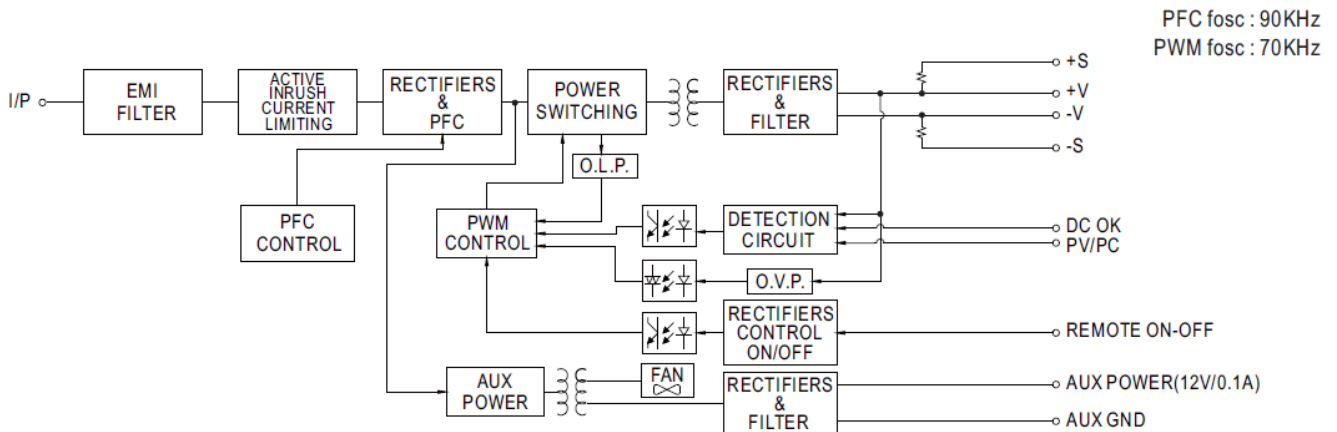 PFC fosc : 90KHz
PWM fosc : 70KHz
I/P
EMI
FILTER
ACTIVE
INRUSH
CURRENT
LIMITING
RECTIFIERS
&
PFC
POWER
SWITCHING
RECTIFIERS
&
FILTER
+S
+V
-V
-S
O.L.P.
PFC
CONTROL
PWM
CONTROL
DETECTION
CIRCUIT
DC OK
PV/PC
O.V.P.
RECTIFIERS
CONTROL
ON/OFF
REMOTE ON-OFF
AUX
POWER
FAN
RECTIFIERS
&
FILTER
AUX POWER(12V/0.1A)
AUX GND